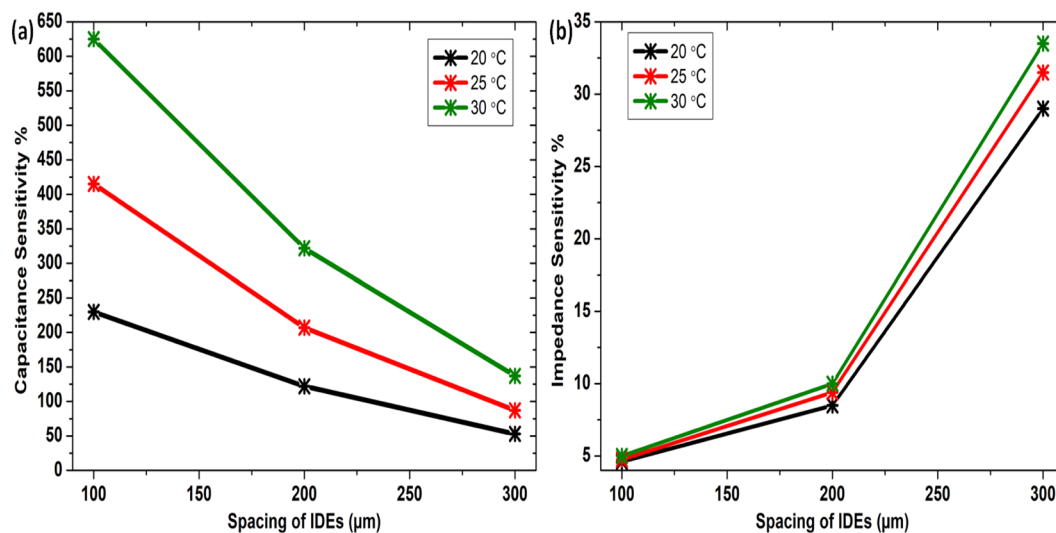 (a)
650
600
550
500
450
400
350
300
250
200
150
100
50
0
Capacitance Sensitivity %
20 °C
25 °C
30 °C
100 150 200 250 300
Spacing of IDEs (µm)
(b)
35
30
25
20
15
10
5
Impedance Sensitivity %
20 °C
25 °C
30 °C
100 150 200 250 300
Spacing of IDEs (µm)